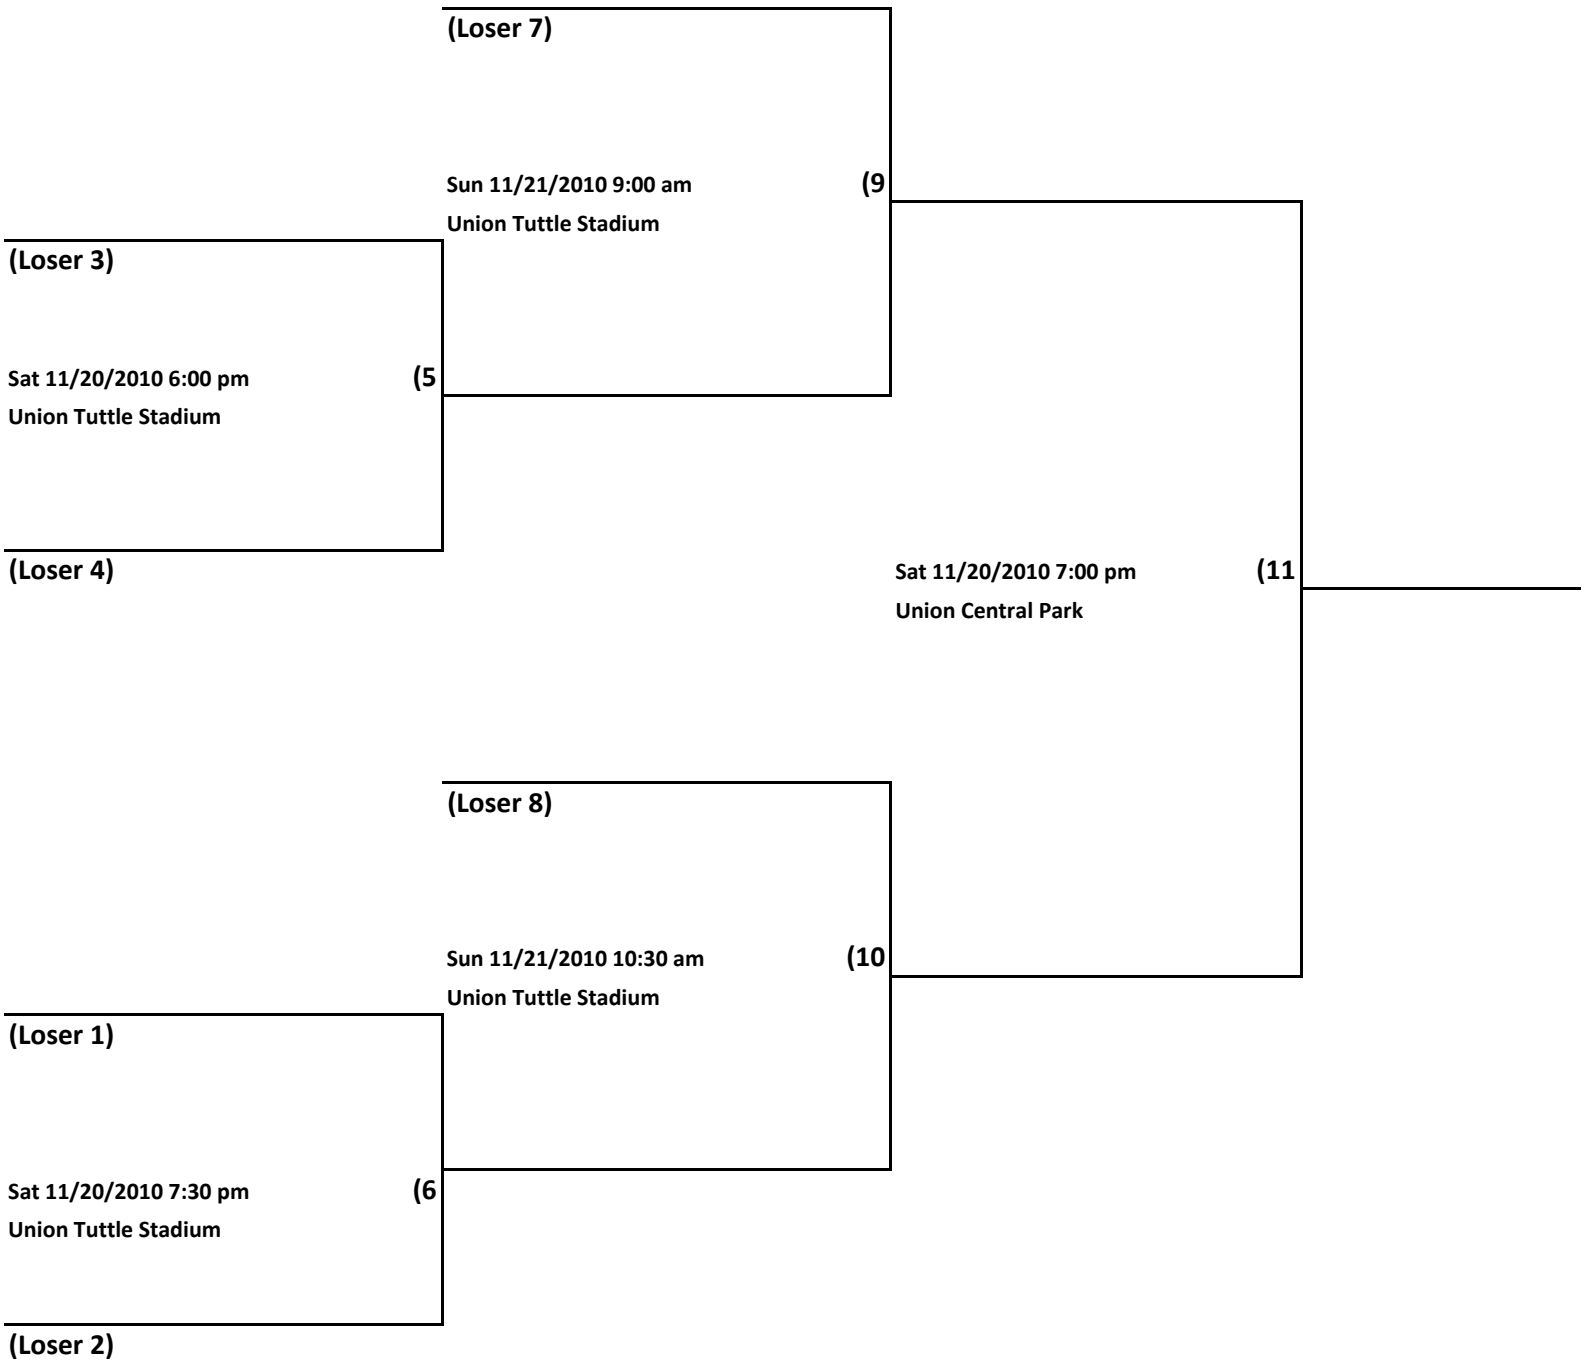 (Loser 7)
Sun 11/21/2010 9:00 am (9
Union Tuttle Stadium
(Loser 3)
Sat 11/20/2010 6:00 pm (5
Union Tuttle Stadium
(Loser 4)
Sat 11/20/2010 7:00 pm (11
Union Central Park
(Loser 8)
Sun 11/21/2010 10:30 am (10
Union Tuttle Stadium
(Loser 1)
Sat 11/20/2010 7:30 pm (6
Union Tuttle Stadium
(Loser 2)